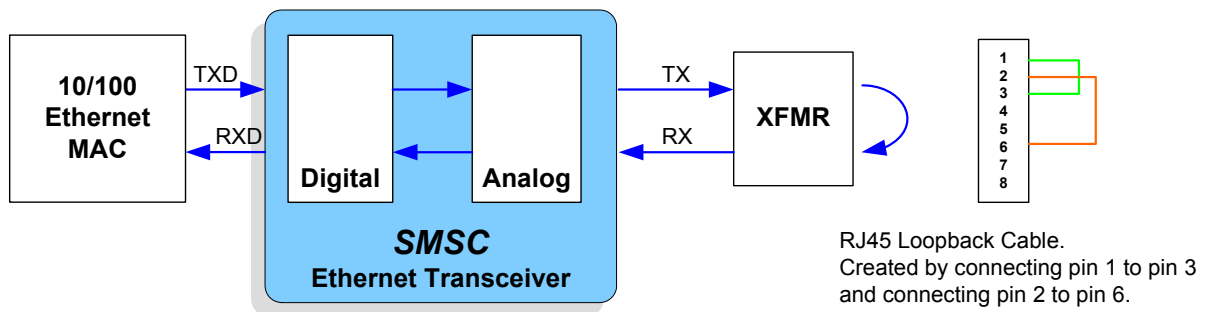 10/100
Ethernet
MAC
TXD
RXD
Digital
Analog
SMSC
Ethernet Transceiver
TX
RX
XFMR
1
2
3
4
5
6
7
8
RJ45 Loopback Cable.
Created by connecting pin 1 to pin 3
and connecting pin 2 to pin 6.